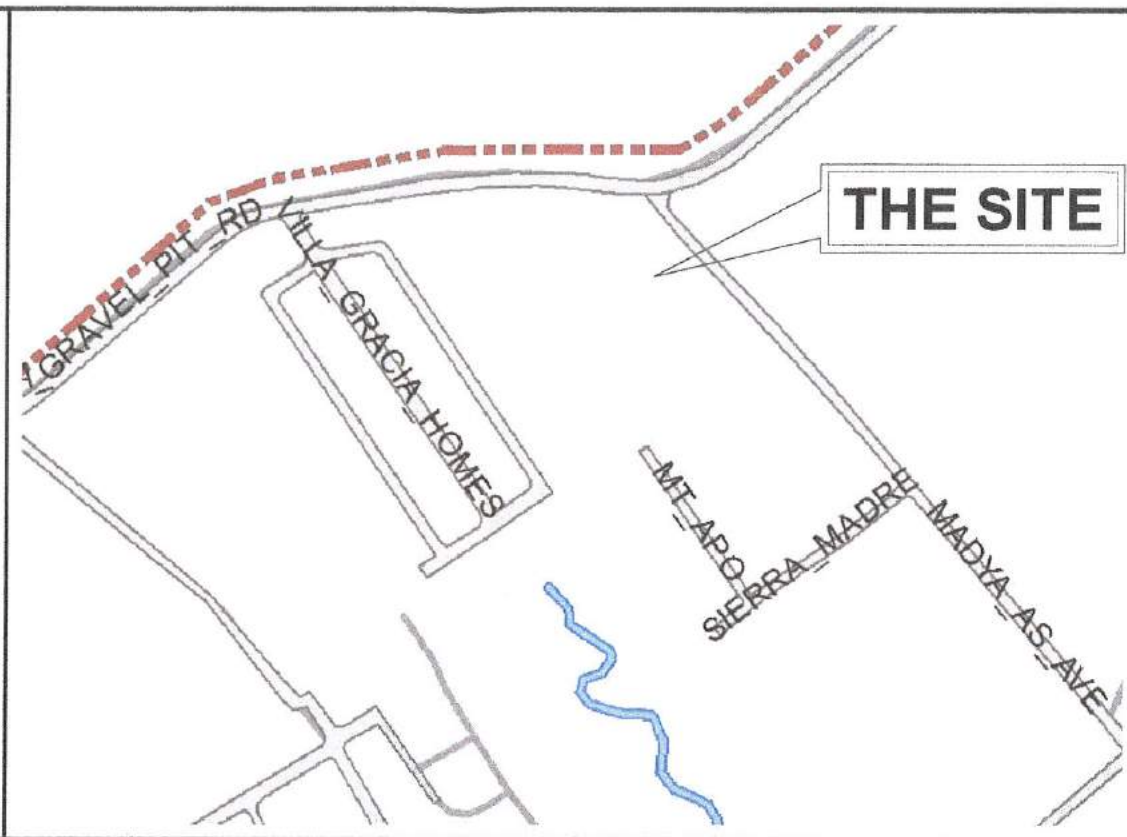 THE SITE
GRAVEL_PIT_RD
VILLA_GRACIA_HOMES
MT_APO
SIERRA_MADRE
MADYA_AS_AVE